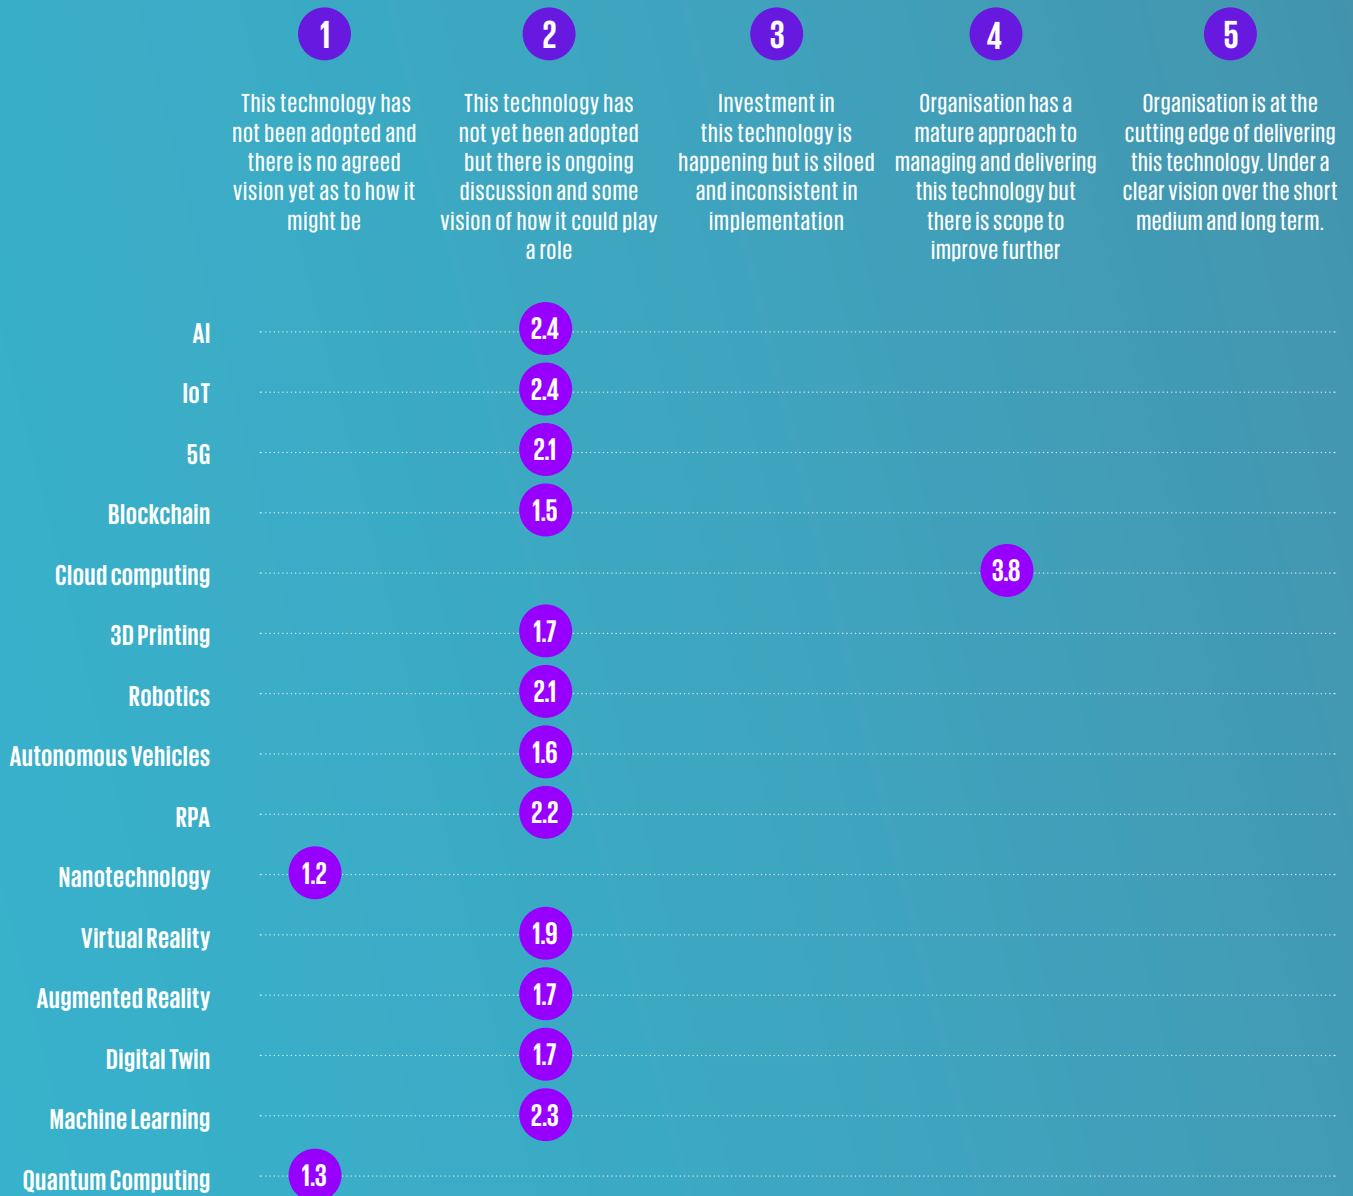 1
2
3
4
5
This technology has
not been adopted and
there is no agreed
vision yet as to how it
might be
This technology has
not yet been adopted
but there is ongoing
discussion and some
vision of how it could play
a role
Investment in
this technology is
happening but is siloed
and inconsistent in
implementation
Organisation has a
mature approach to
managing and delivering
this technology but
there is scope to
improve further
Organisation is at the
cutting edge of delivering
this technology. Under a
clear vision over the short
medium and long term.
AI 2.4
IoT 2.4
5G 2.1
Blockchain 1.5
Cloud computing 3.8
3D Printing 1.7
Robotics 2.1
Autonomous Vehicles 1.6
RPA 2.2
Nanotechnology 1.2
Virtual Reality 1.9
Augmented Reality 1.7
Digital Twin 1.7
Machine Learning 2.3
Quantum Computing 1.3